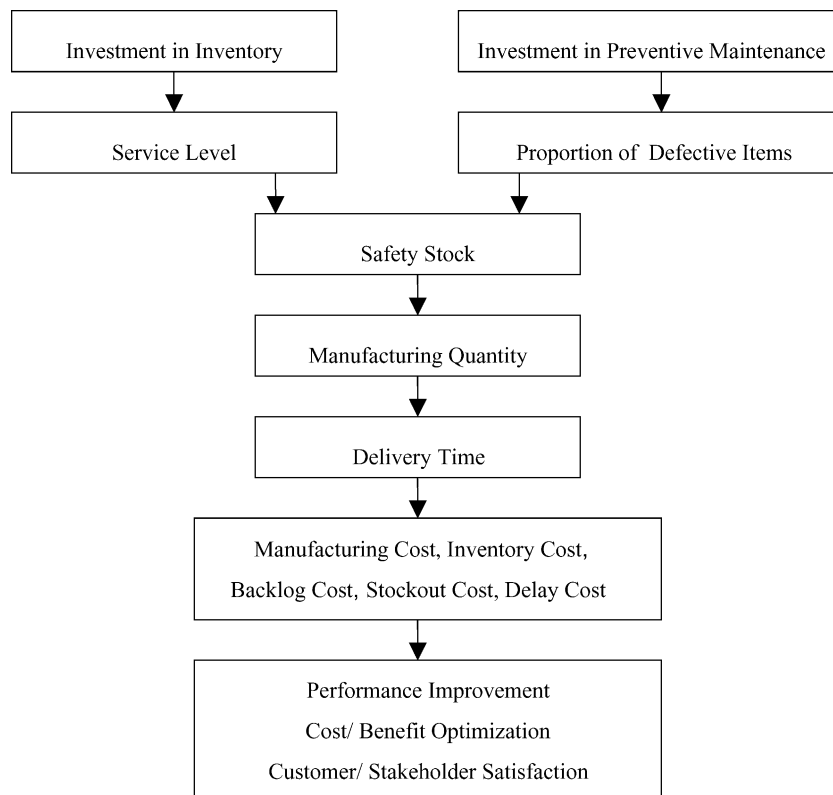 Investment in Inventory
Investment in Preventive Maintenance
Service Level
Proportion of Defective Items
Safety Stock
Manufacturing Quantity
Delivery Time
Manufacturing Cost, Inventory Cost,
Backlog Cost, Stockout Cost, Delay Cost
Performance Improvement
Cost/ Benefit Optimization
Customer/ Stakeholder Satisfaction